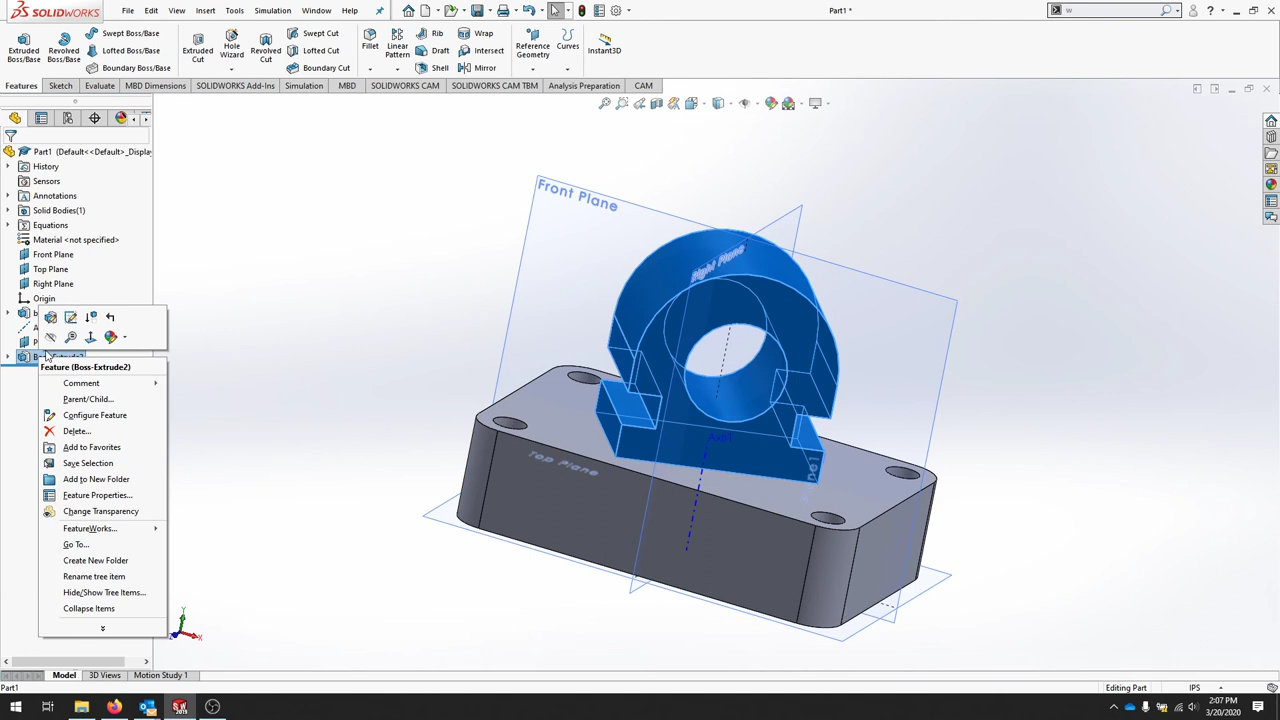 SOLIDWORKS
File Edit View Insert Tools Simulation Window Help
Part1 *
w
Extruded Boss/Base
Revolved Boss/Base
Swept Boss/Base
Lofted Boss/Base
Boundary Boss/Base
Extruded Cut
Hole Wizard
Revolved Cut
Swept Cut
Lofted Cut
Boundary Cut
Fillet
Linear Pattern
Rib
Draft
Shell
Wrap
Intersect
Mirror
Reference Geometry
Curves
Instant3D
Features Sketch Evaluate MBD Dimensions SOLIDWORKS Add-Ins Simulation MBD SOLIDWORKS CAM SOLIDWORKS CAM TBM Analysis Preparation CAM
Part1 (Default<<Default>_Display
History
Sensors
Annotations
Solid Bodies(1)
Equations
Material <not specified>
Front Plane
Top Plane
Right Plane
Origin
Feature (Boss-Extrude2)
Comment
Parent/Child...
Configure Feature
Delete...
Add to Favorites
Save Selection
Add to New Folder
Feature Properties...
Change Transparency
FeatureWorks...
Go To...
Create New Folder
Rename tree item
Hide/Show Tree Items...
Collapse Items
Front Plane
Right Plane
Axis1
Top Plane
Y
X
Model 3D Views Motion Study 1
Part1
Editing Part
IPS
2:07 PM
3/20/2020